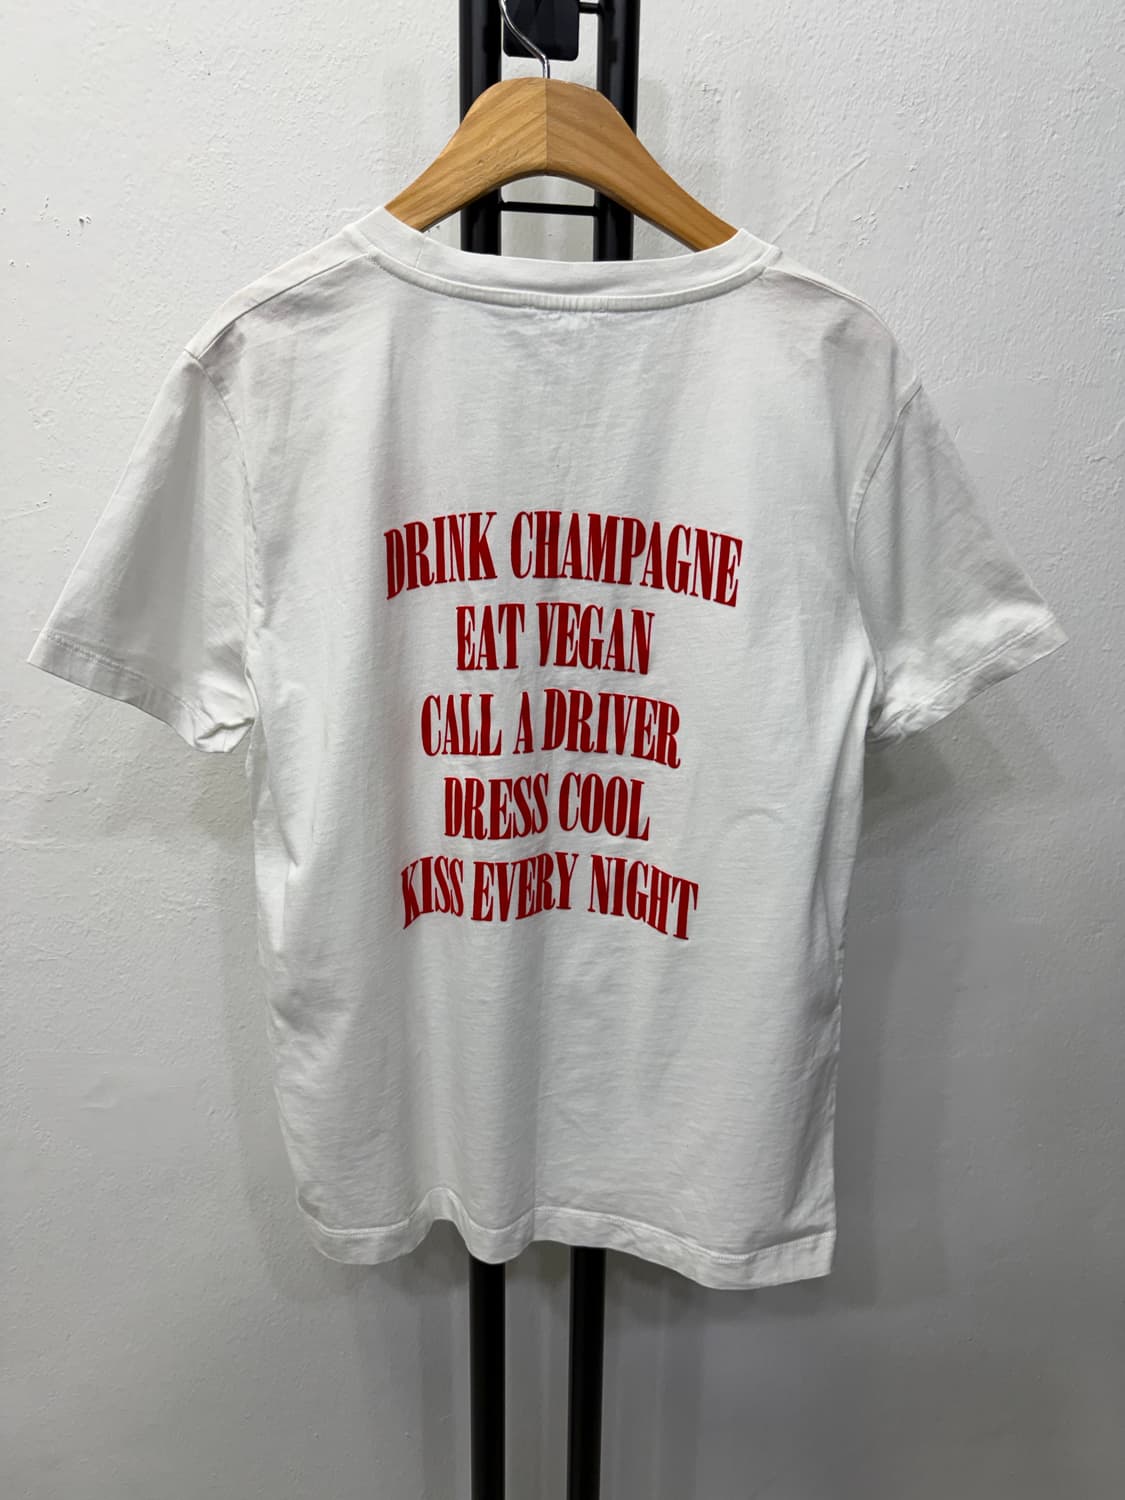 DRINK CHAMPAGNE
EAT VEGAN
CALL A DRIVER
DRESS COOL
KISS EVERY NIGHT